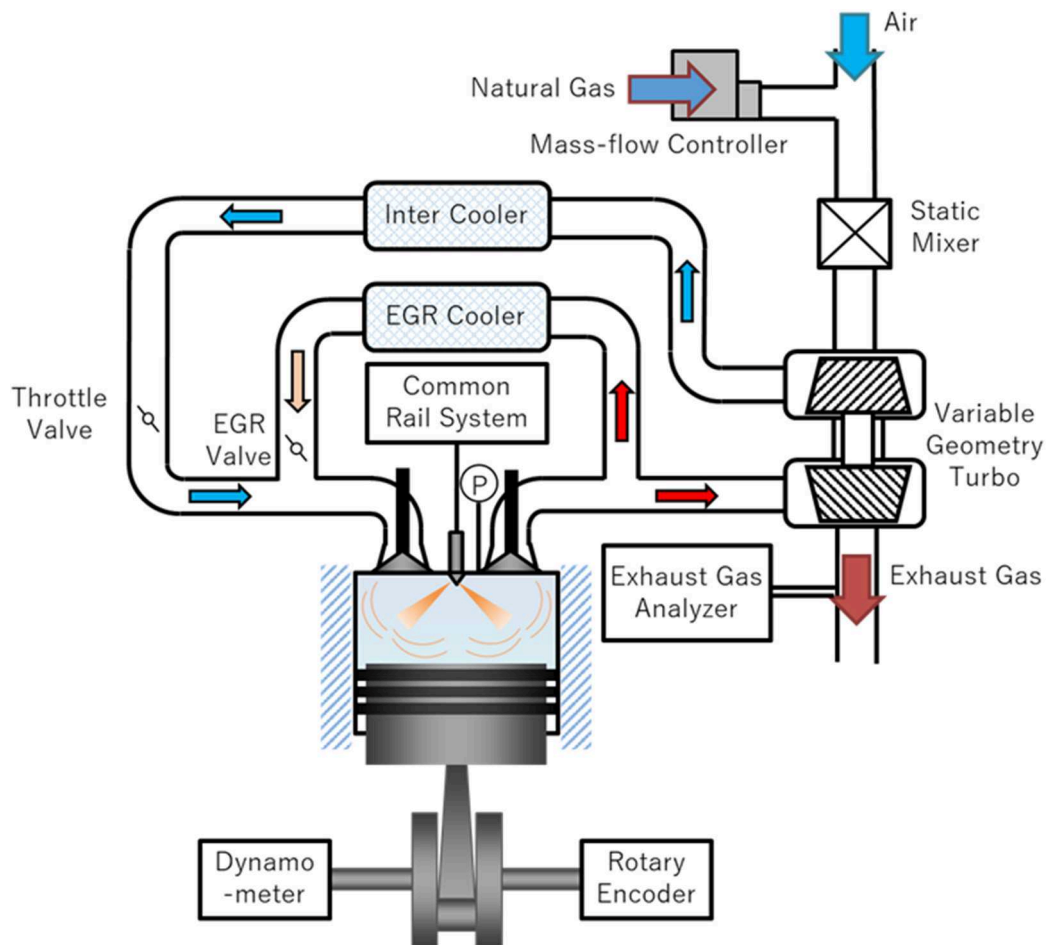 Air
Natural Gas
Mass-flow Controller
Inter Cooler
Static
Mixer
EGR Cooler
Common
Rail System
Throttle
Valve
EGR
Valve
P
Variable
Geometry
Turbo
Exhaust Gas
Analyzer
Exhaust Gas
Dynamo
-meter
Rotary
Encoder